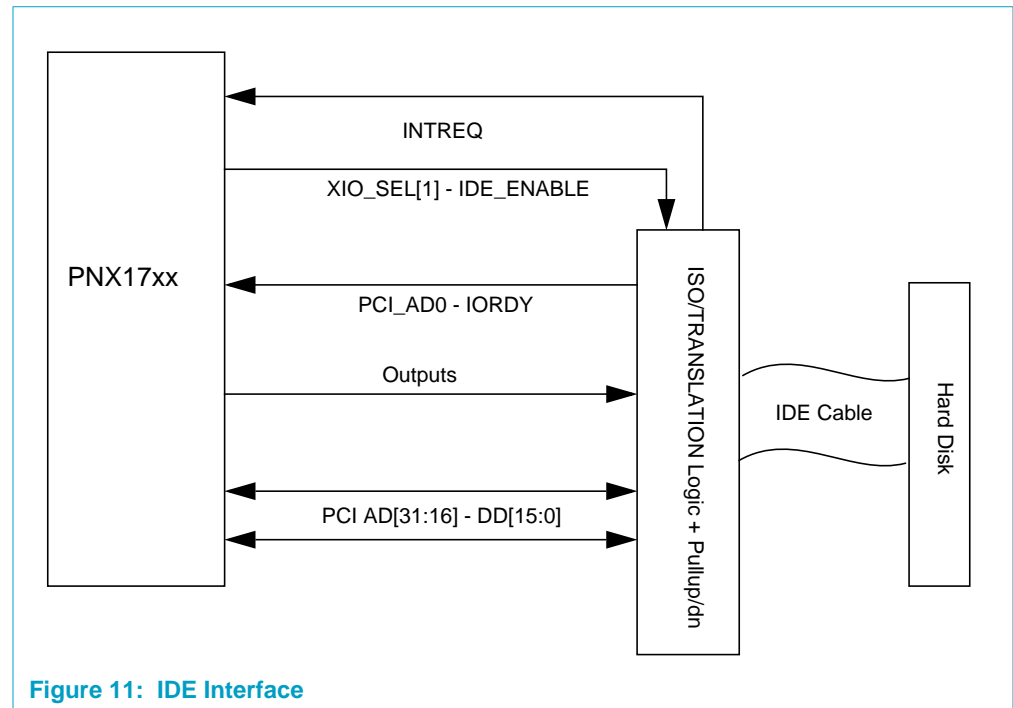 INTREQ
XIO_SEL[1] - IDE_ENABLE
PNX17xx
PCI_AD0 - IORDY
Outputs
PCI AD[31:16] - DD[15:0]
ISO/TRANSLATION Logic + Pullup/dn
IDE Cable
Hard Disk
Figure 11: IDE Interface